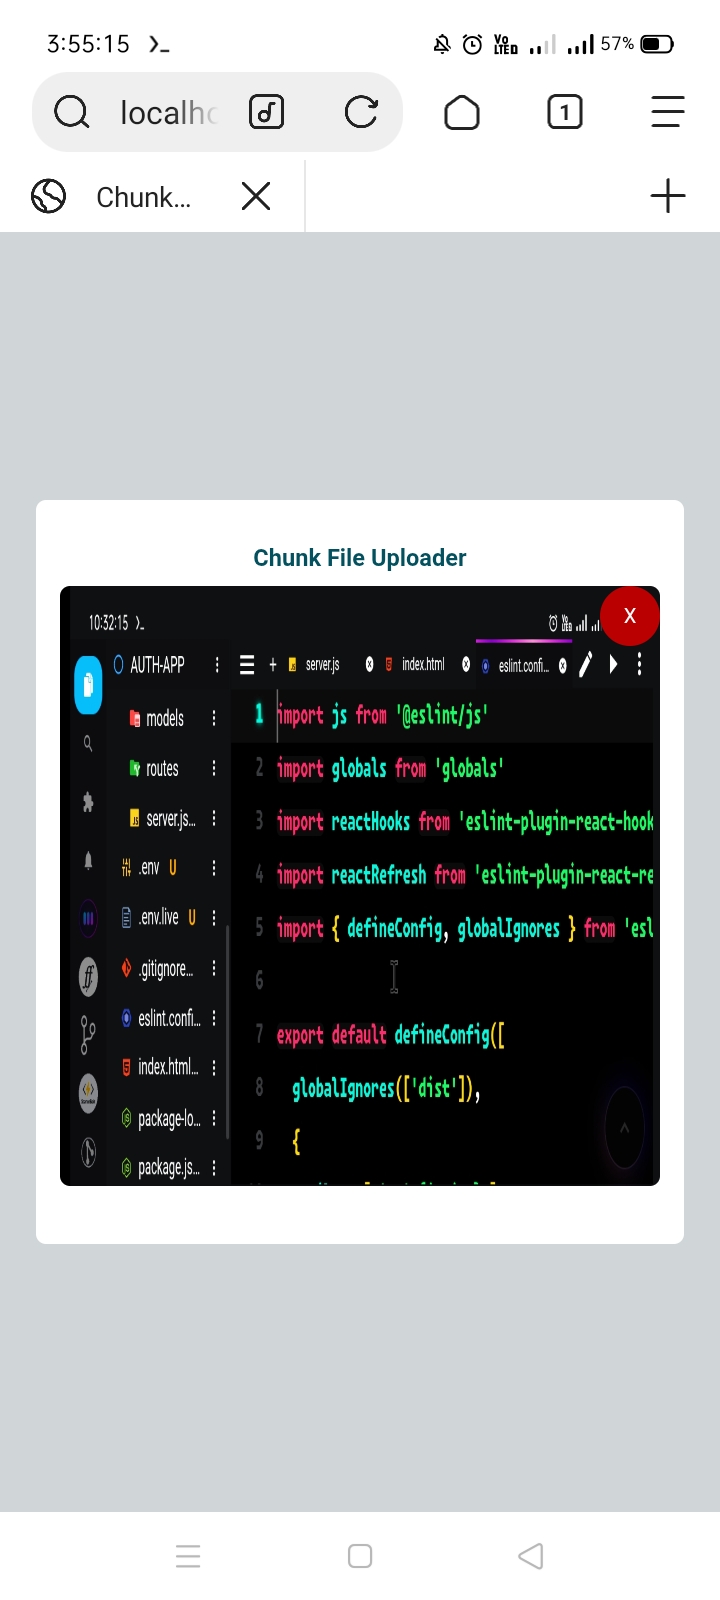 3:55:15
Vo LTED
57%
localho
1
Chunk...
Chunk File Uploader
X
10:32:15
AUTH-APP
server.js
index.html
eslint.confi...
models
routes
server.js...
.env U
.env.live U
.gitignore...
eslint.confi...
index.html...
package-lo...
package.js...
1 import js from '@eslint/js'
2 import globals from 'globals'
3 import reactHooks from 'eslint-plugin-react-hook
4 import reactRefresh from 'eslint-plugin-react-re
5 import { defineConfig, globalIgnores } from 'esl
6
7 export default defineConfig([
8 globalIgnores(['dist']),
9 {